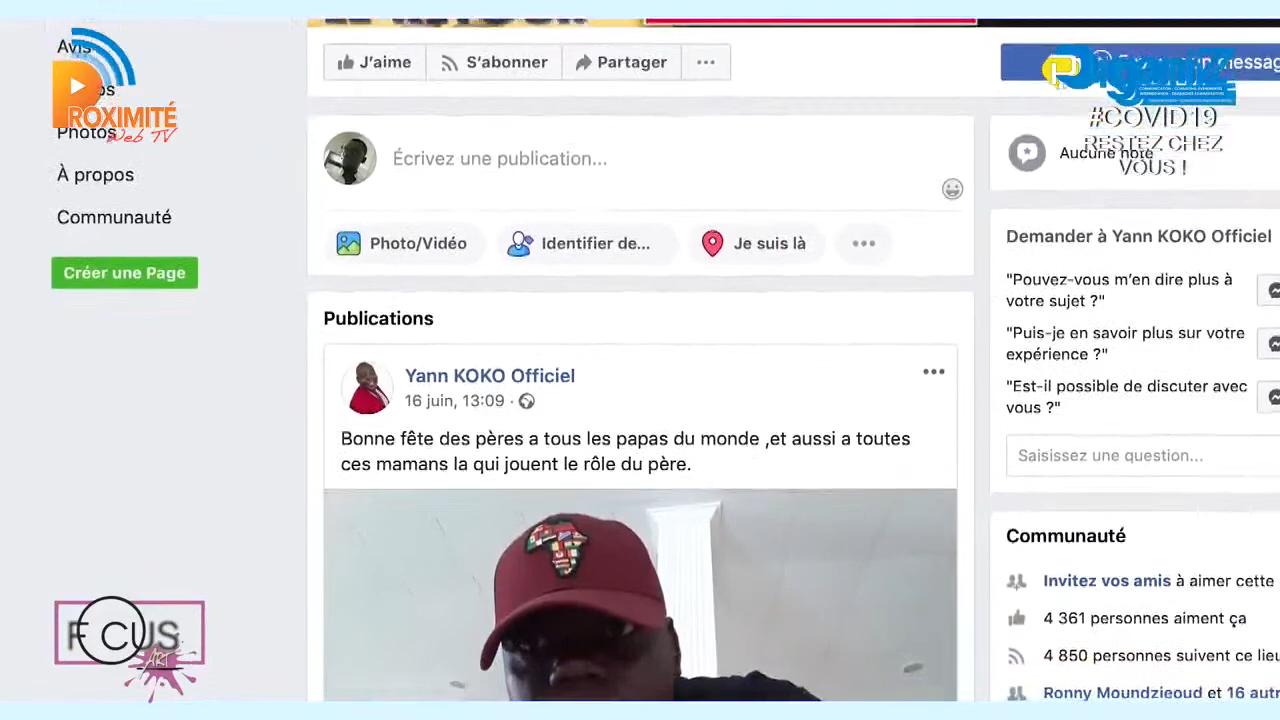 Avis
Photos
À propos
Communauté
Créer une Page
PROXIMITÉ
Web TV
J'aime
S'abonner
Partager
Écrivez une publication...
Photo/Vidéo
Identifier de...
Je suis là
Publications
Yann KOKO Officiel
16 juin, 13:09
Bonne fête des pères a tous les papas du monde ,et aussi a toutes
ces mamans la qui jouent le rôle du père.
#COVID19
RESTEZ CHEZ
VOUS !
Aucune note
Demander à Yann KOKO Officiel
"Pouvez-vous m'en dire plus à
votre sujet ?"
"Puis-je en savoir plus sur votre
expérience ?"
"Est-il possible de discuter avec
vous ?"
Saisissez une question...
Communauté
Invitez vos amis à aimer cette
4 361 personnes aiment ça
4 850 personnes suivent ce lieu
Ronny Moundzieoud et 16 autr
FOCUS
ART